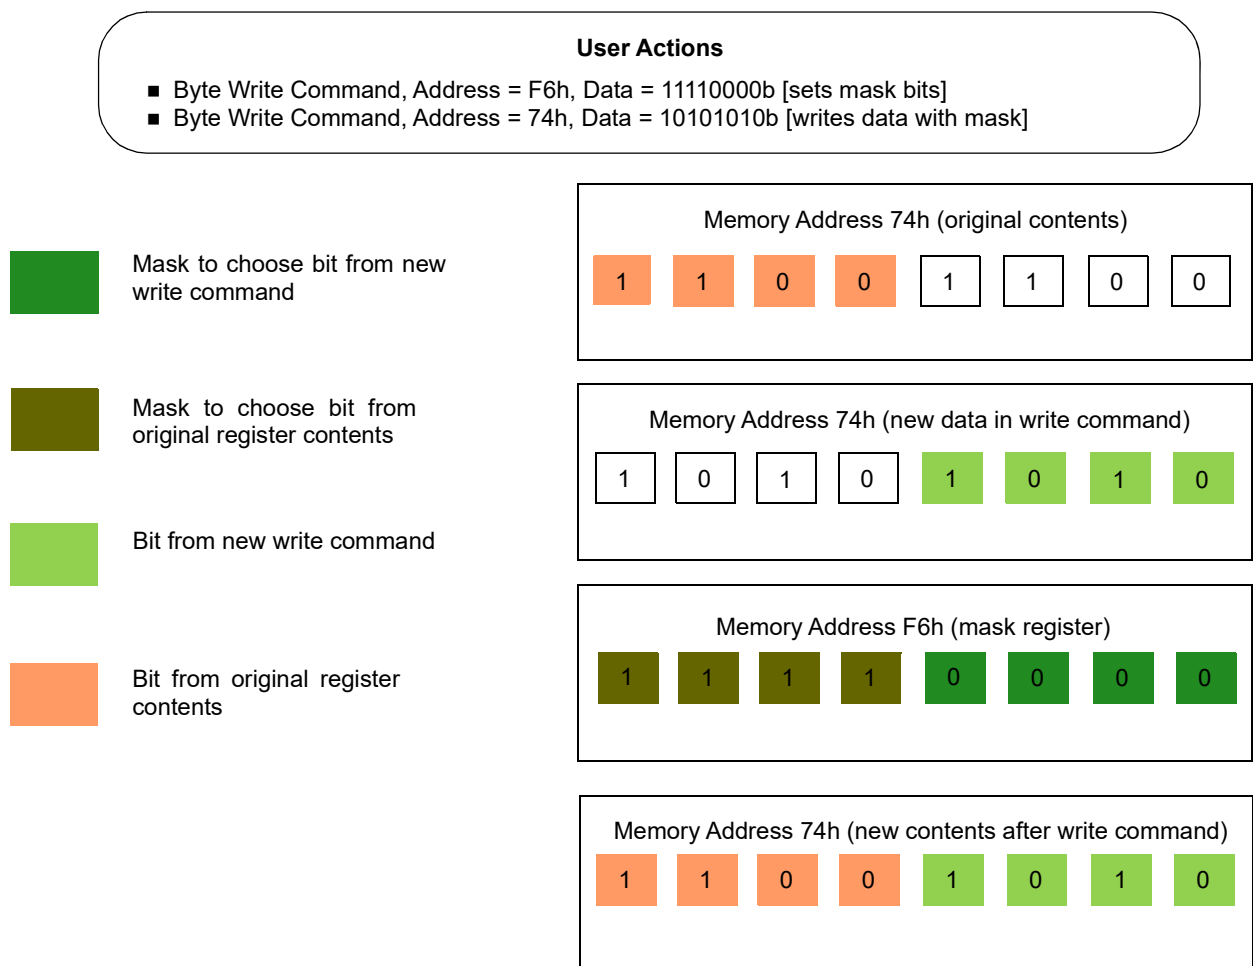 User Actions
■ Byte Write Command, Address = F6h, Data = 11110000b [sets mask bits]
■ Byte Write Command, Address = 74h, Data = 10101010b [writes data with mask]
Mask to choose bit from new
write command
Mask to choose bit from
original register contents
Bit from new write command
Bit from original register
contents
Memory Address 74h (original contents)
1 1 0 0 1 1 0 0
Memory Address 74h (new data in write command)
1 0 1 0 1 0 1 0
Memory Address F6h (mask register)
1 1 1 1 0 0 0 0
Memory Address 74h (new contents after write command)
1 1 0 0 1 0 1 0